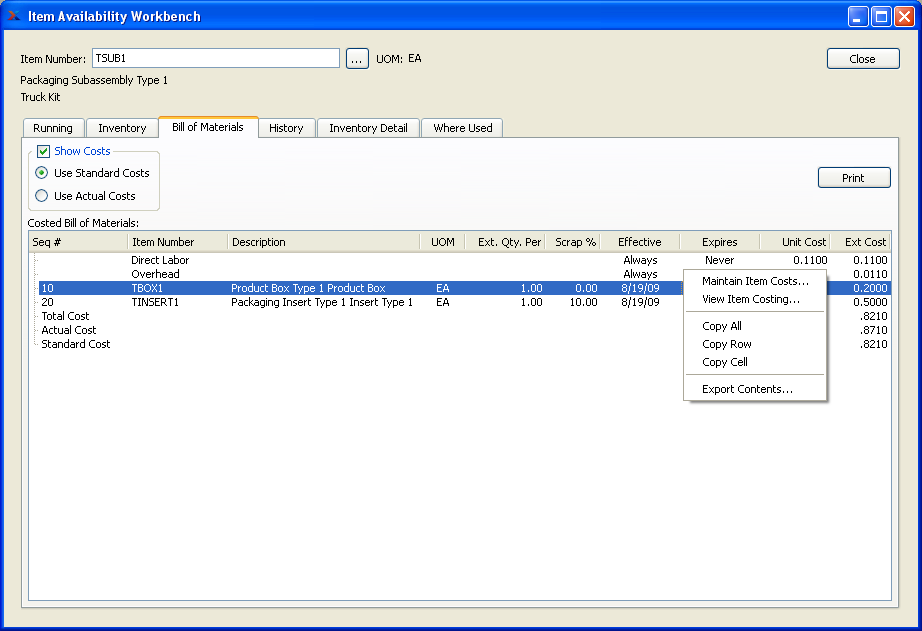 Item Availability Workbench
Item Number: TSUB1 ... UOM: EA Close
Packaging Subassembly Type 1
Truck Kit
Running Inventory Bill of Materials History Inventory Detail Where Used
Show Costs
Use Standard Costs Print
Use Actual Costs
Costed Bill of Materials:
Seq # Item Number Description UOM Ext. Qty. Per Scrap % Effective Expires Unit Cost Ext Cost
Direct Labor Always Never 0.1100 0.1100
Overhead Always 0.0110
10 TBOX1 Product Box Type 1 Product Box EA 1.00 0.00 8/19/09 0.2000
20 TINSERT1 Packaging Insert Type 1 Insert Type 1 EA 1.00 10.00 8/19/09 0.5000
Total Cost .8210
Actual Cost .8710
Standard Cost .8210
Maintain Item Costs...
View Item Costing...
Copy All
Copy Row
Copy Cell
Export Contents...